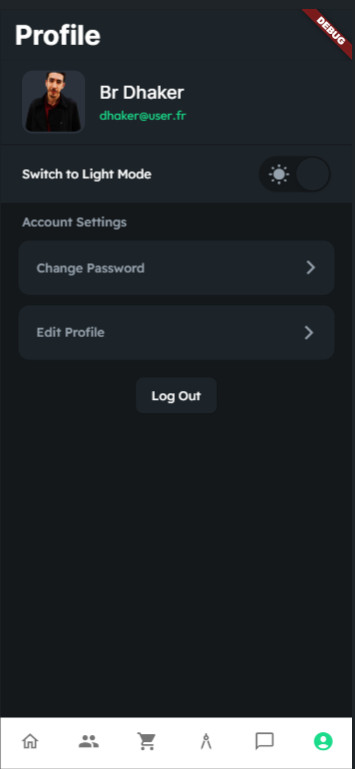 Profile
DEBUG
Br Dhaker
dhaker@user.fr
Switch to Light Mode
Account Settings
Change Password
Edit Profile
Log Out